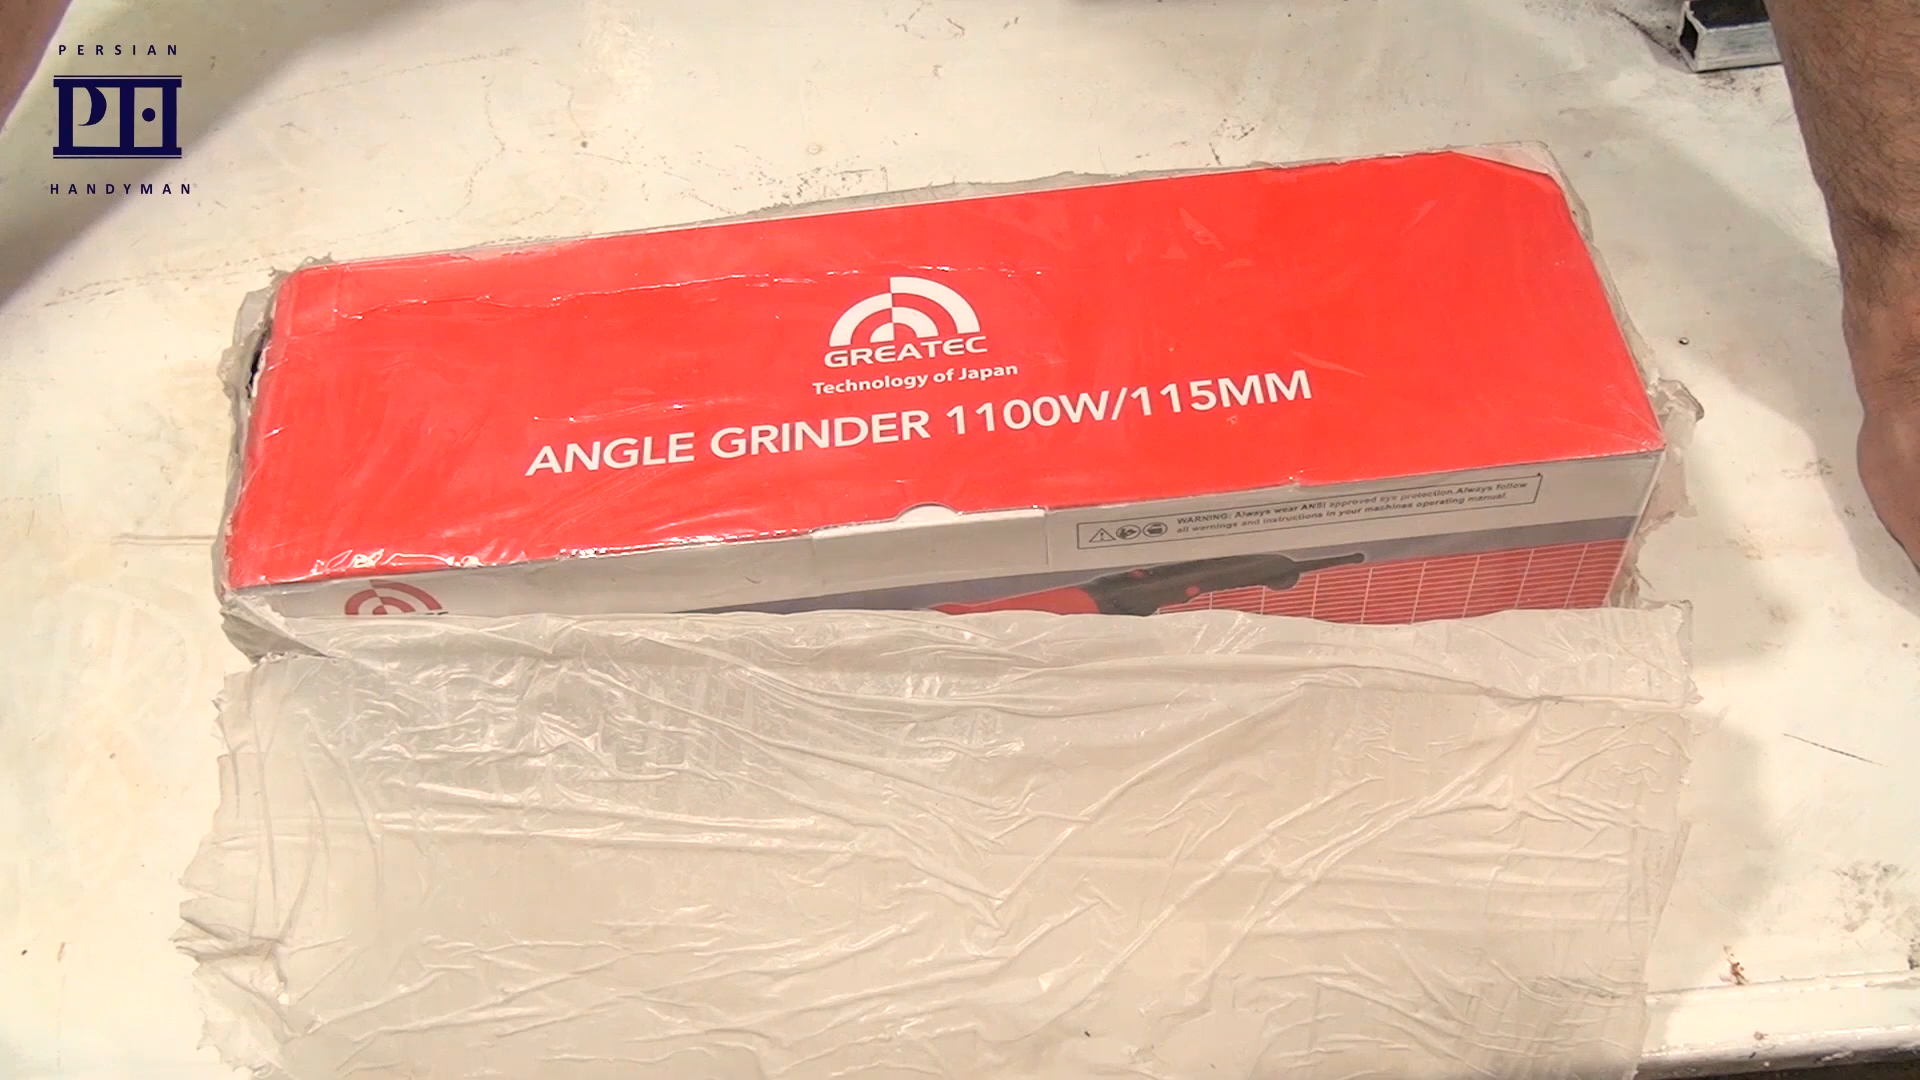 PERSIAN
PH
HANDYMAN
GREATEC
Technology of Japan
ANGLE GRINDER 1100W/115MM
WARNING: Always wear ANSI approved eye protection.Always follow
all warnings and instructions in your machines operating manual.